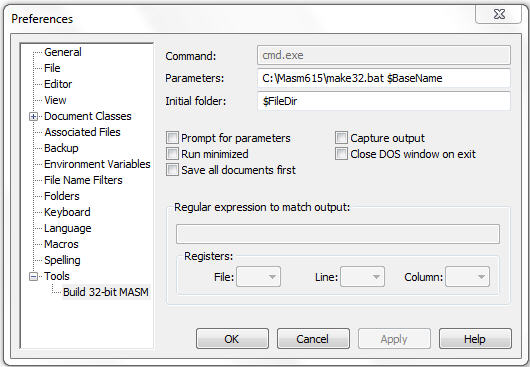 Preferences
General
File
Editor
View
Document Classes
Associated Files
Backup
Environment Variables
File Name Filters
Folders
Keyboard
Language
Macros
Spelling
Tools
Build 32-bit MASM
Command: cmd.exe
Parameters: C:\Masm615\make32.bat $BaseName
Initial folder: $FileDir
Prompt for parameters Capture output
Run minimized Close DOS window on exit
Save all documents first
Regular expression to match output:
Registers:
File: Line: Column:
OK Cancel Apply Help